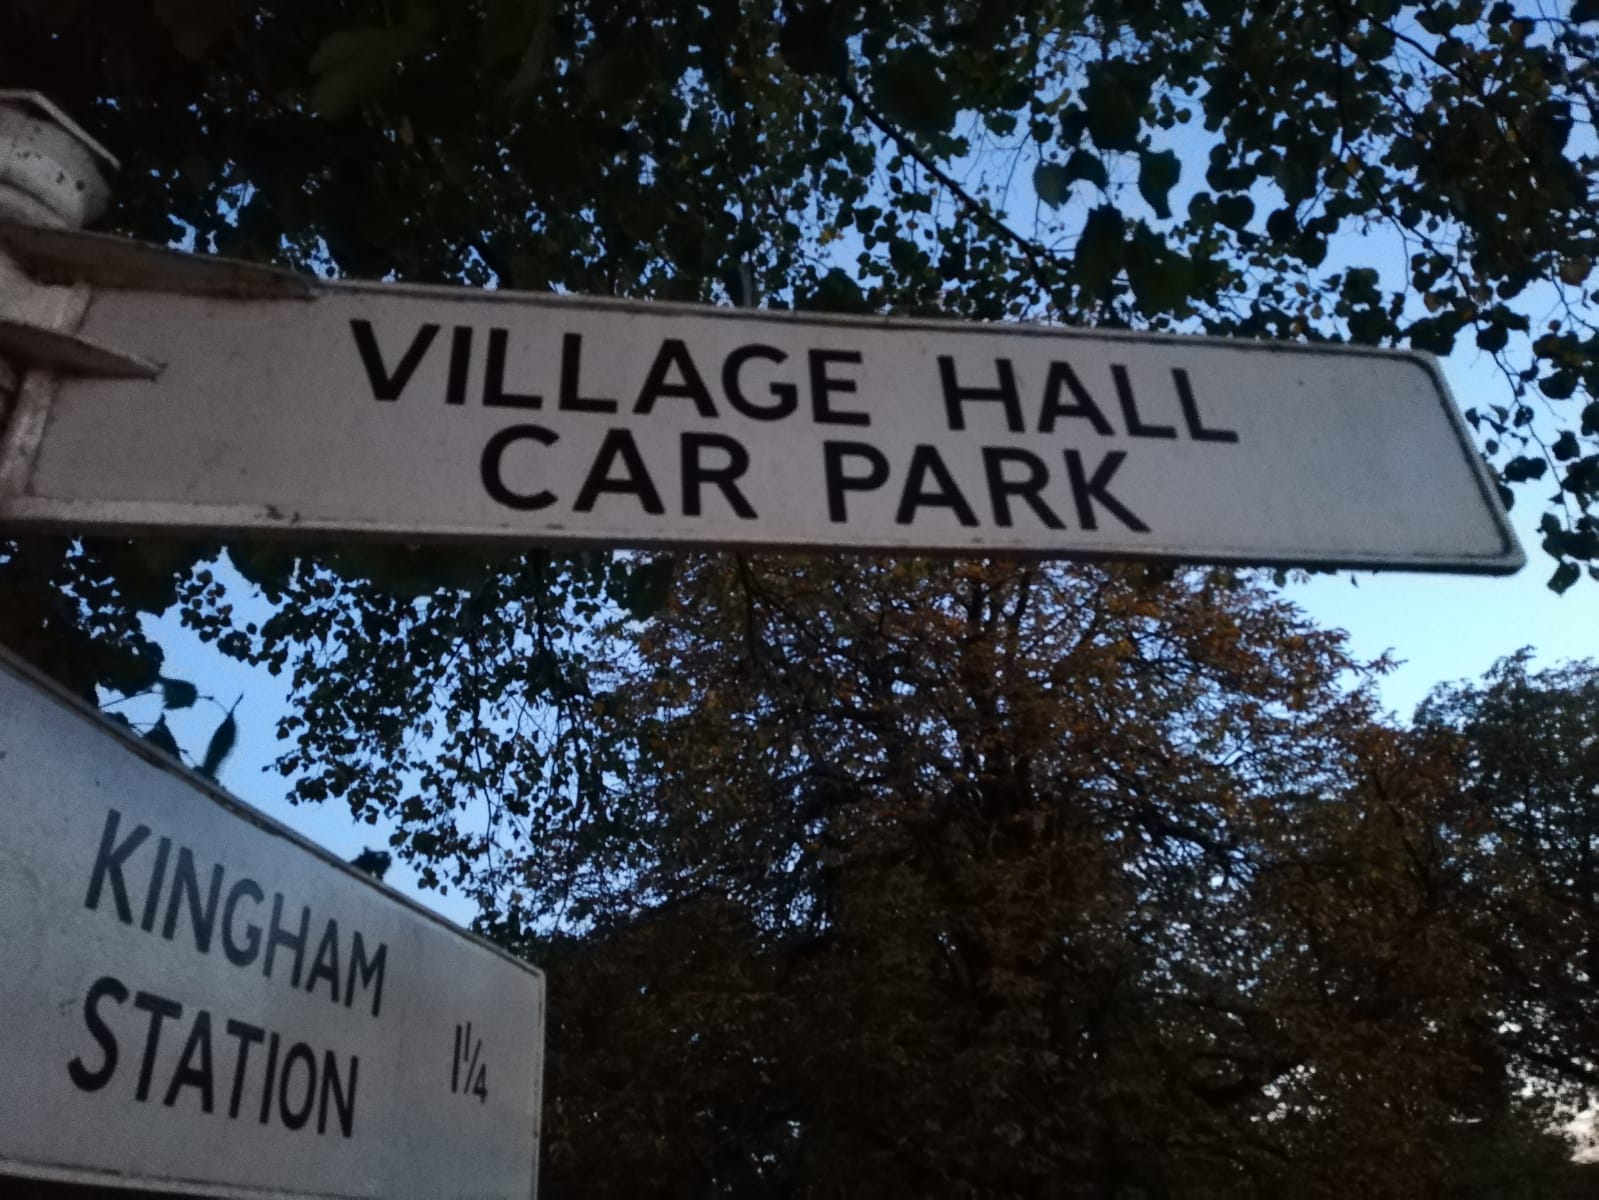 VILLAGE HALL
CAR PARK
KINGHAM
STATION 1¼